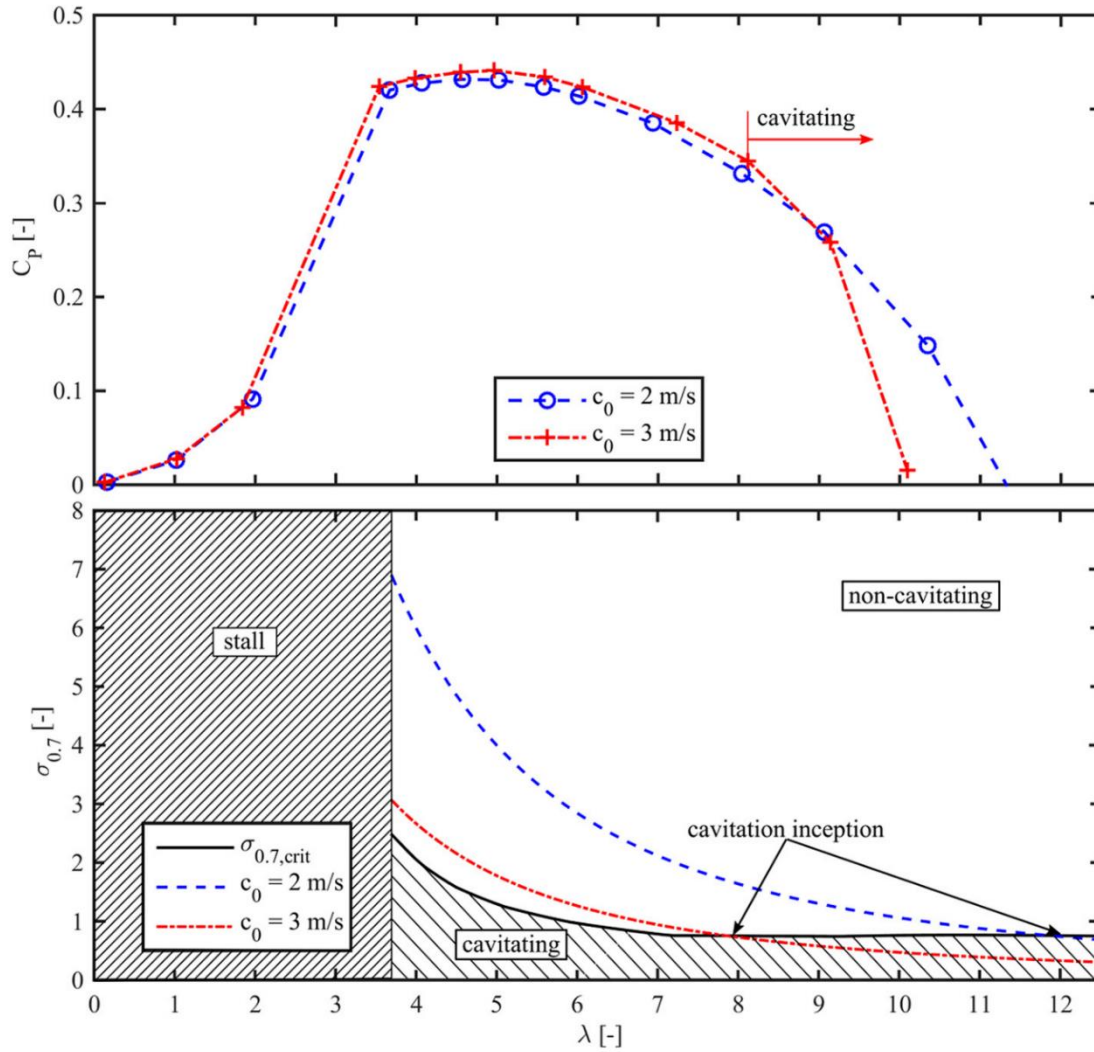 0.5
0.4
0.3
0.2
0.1
0
C_P [-]
cavitating
c_0 = 2 m/s
c_0 = 3 m/s
8
7
6
5
4
3
2
1
0
σ_0.7 [-]
non-cavitating
stall
cavitation inception
σ_0.7,crit
c_0 = 2 m/s
c_0 = 3 m/s
cavitating
0 1 2 3 4 5 6 7 8 9 10 11 12
λ [-]